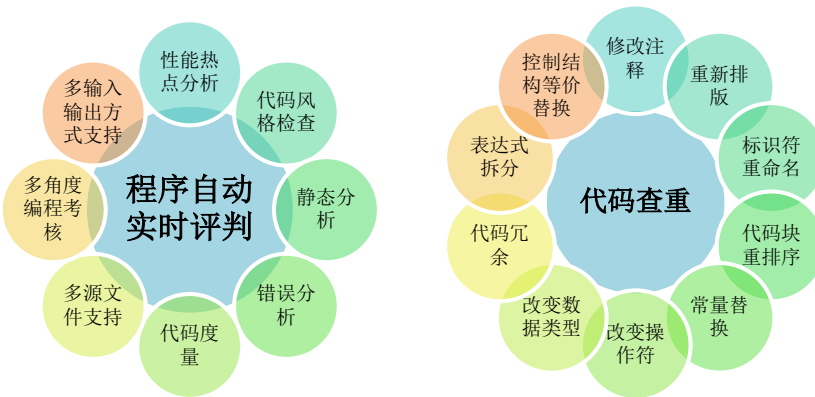 程序自动
实时评判
性能热
点分析
代码风
格检查
静态分
析
错误分
析
代码度
量
多源文
件支持
多角度
编程考
核
多输入
输出方
式支持
代码查重
修改注
释
重新排
版
标识符
重命名
代码块
重排序
常量替
换
改变操
作符
改变数
据类型
代码冗
余
表达式
拆分
控制结
构等价
替换